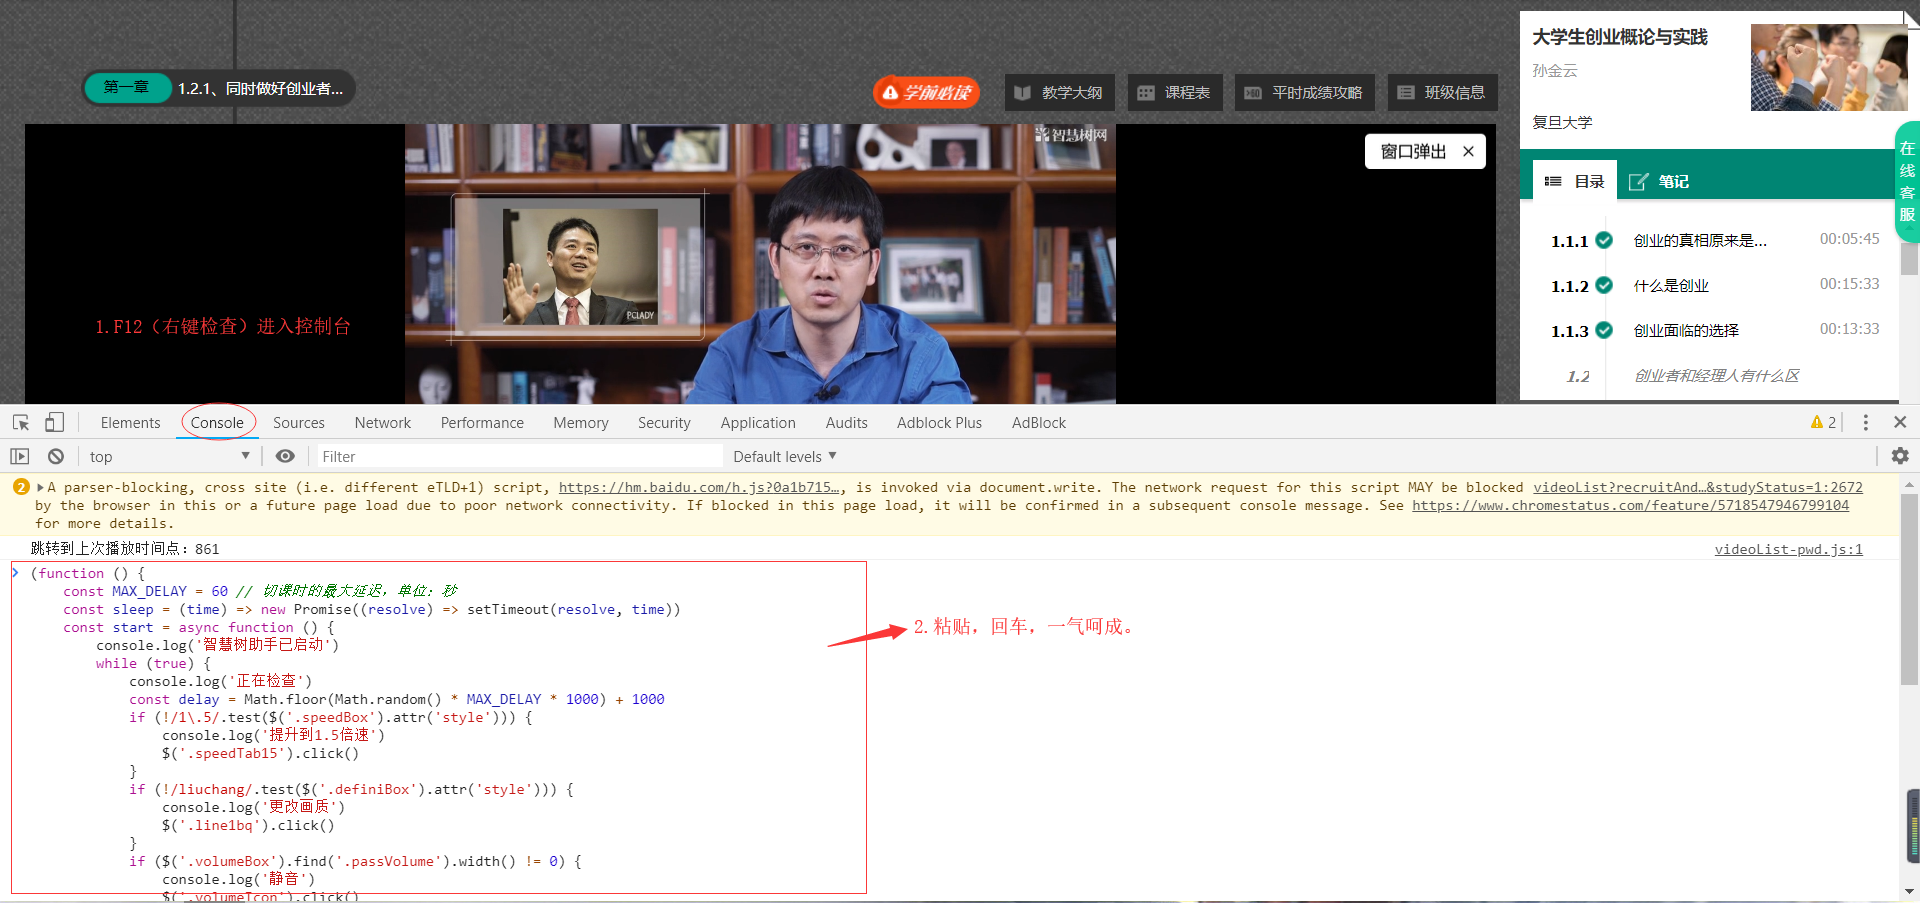 第一章
1.2.1、同时做好创业者...
学前必读
教学大纲
课程表
平时成绩攻略
班级信息
大学生创业概论与实践
孙金云
复旦大学
在线客服
智慧树网
窗口弹出 ×
PCLADY
1.F12（右键检查）进入控制台
目录
笔记
1.1.1 创业的真相原来是... 00:05:45
1.1.2 什么是创业 00:15:33
1.1.3 创业面临的选择 00:13:33
1.2 创业者和经理人有什么区
Elements Console Sources Network Performance Memory Security Application Audits Adblock Plus AdBlock 2
top Filter Default levels
2 A parser-blocking, cross site (i.e. different eTLD+1) script, https://hm.baidu.com/h.js?0a1b715…, is invoked via document.write. The network request for this script MAY be blocked videoList?recruitAnd…&studyStatus=1:2672
by the browser in this or a future page load due to poor network connectivity. If blocked in this page load, it will be confirmed in a subsequent console message. See https://www.chromestatus.com/feature/5718547946799104
for more details.
跳转到上次播放时间点：861 videoList-pwd.js:1
(function () {
const MAX_DELAY = 60 // 切课时的最大延迟，单位：秒
const sleep = (time) => new Promise((resolve) => setTimeout(resolve, time))
const start = async function () {
console.log('智慧树助手已启动')
while (true) {
console.log('正在检查')
const delay = Math.floor(Math.random() * MAX_DELAY * 1000) + 1000
if (!/1\.5/.test($('.speedBox').attr('style'))) {
console.log('提升到1.5倍速')
$('.speedTab15').click()
}
if (!/liuchang/.test($('.definiBox').attr('style'))) {
console.log('更改画质')
$('.line1bq').click()
}
if ($('.volumeBox').find('.passVolume').width() != 0) {
console.log('静音')
$('.volumeIcon').click()
2.粘贴，回车，一气呵成。